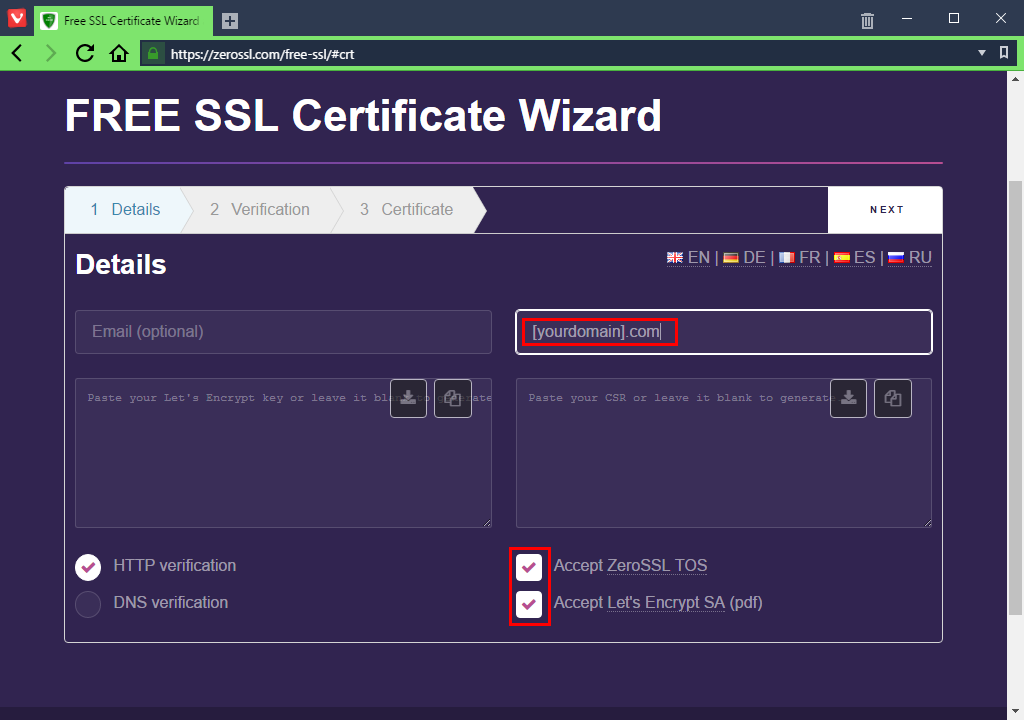 Free SSL Certificate Wizard
https://zerossl.com/free-ssl/#crt
FREE SSL Certificate Wizard
1 Details 2 Verification 3 Certificate NEXT
Details
EN | DE | FR | ES | RU
Email (optional)
[yourdomain].com
Paste your Let's Encrypt key or leave it blank to generate
Paste your CSR or leave it blank to generate
HTTP verification
Accept ZeroSSL TOS
DNS verification
Accept Let's Encrypt SA (pdf)